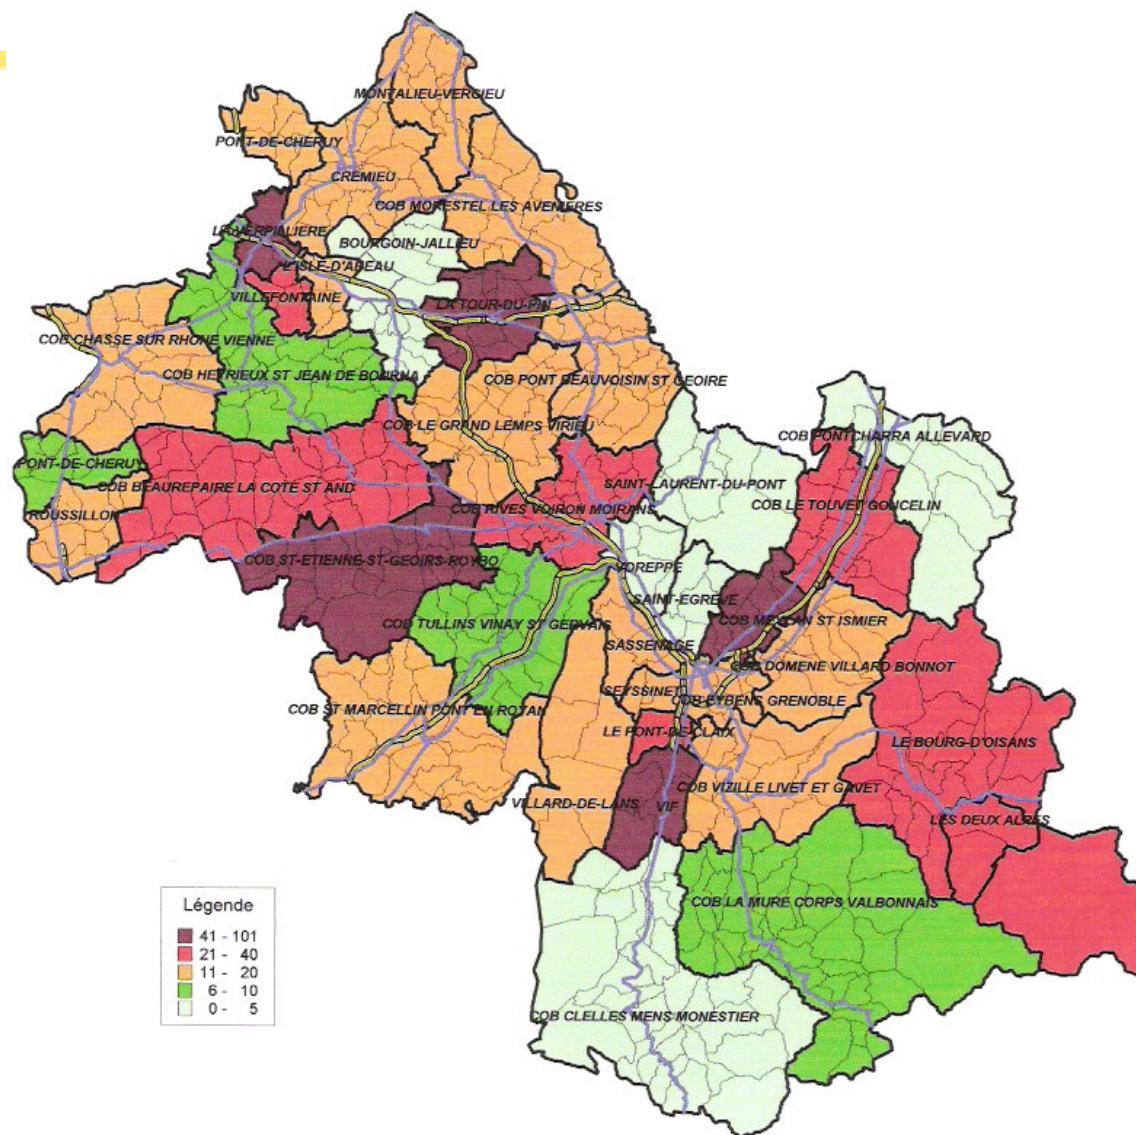 MONTALIEU-VERGIEU
PONT-DE-CHERUY
CREMIEU
COB MORESTEL LES AVENIERES
LA VERPILLIERE
BOURGOIN-JALLIEU
L'ISLE-D'ABEAU
VILLEFONTAINE
LA TOUR-DU-PIN
COB CHASSE SUR RHONE VIENNE
COB HEYRIEUX ST JEAN DE BOURNA
COB PONT BEAUVOISIN ST GEOIRE
COB LE GRAND LEMPS VIRIEU
COB PONTCHARRA ALLEVARD
PONT-DE-CHERUY
COB BEAUREPAIRE LA COTE ST AND
SAINT-LAURENT-DU-PONT
COB LE TOUVET GONCELIN
ROUSSILLON
COB RIVES VOIRON MOIRANS
COB ST-ETIENNE-ST-GEOIRS-ROYBO
VOREPPE
SAINT-EGREVE
COB TULLINS VINAY ST GERVAIS
COB MEYLAN ST ISMIER
SASSENAGE
COB DOMENE VILLARD BONNOT
SEYSSINET
COB EYBENS GRENOBLE
COB ST MARCELLIN PONT EN ROYAN
LE PONT-DE-CLAIX
LE BOURG-D'OISANS
COB VIZILLE LIVET ET GAVET
VILLARD-DE-LANS
VIF
LES DEUX ALPES
COB LA MURE CORPS VALBONNAIS
COB CLELLES MENS MONESTIER
Légende
41 - 101
21 - 40
11 - 20
6 - 10
0 - 5